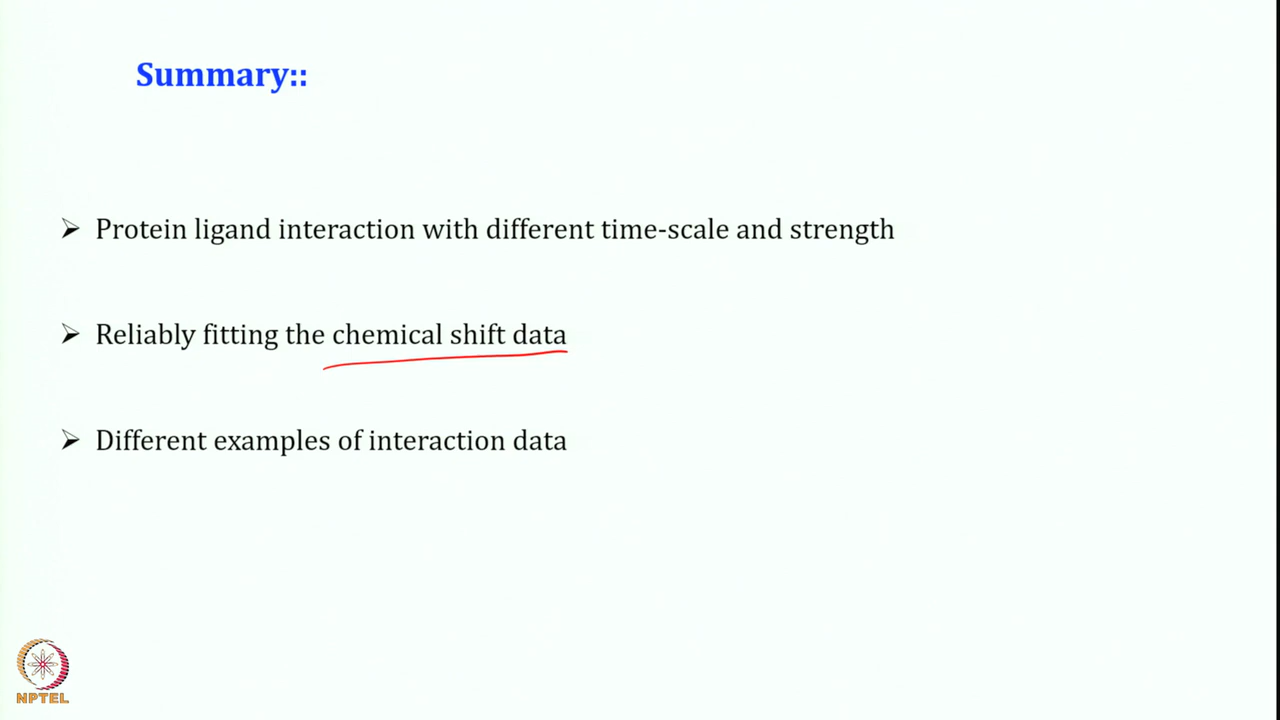 Summary::
➢ Protein ligand interaction with different time-scale and strength
➢ Reliably fitting the chemical shift data
➢ Different examples of interaction data
NPTEL